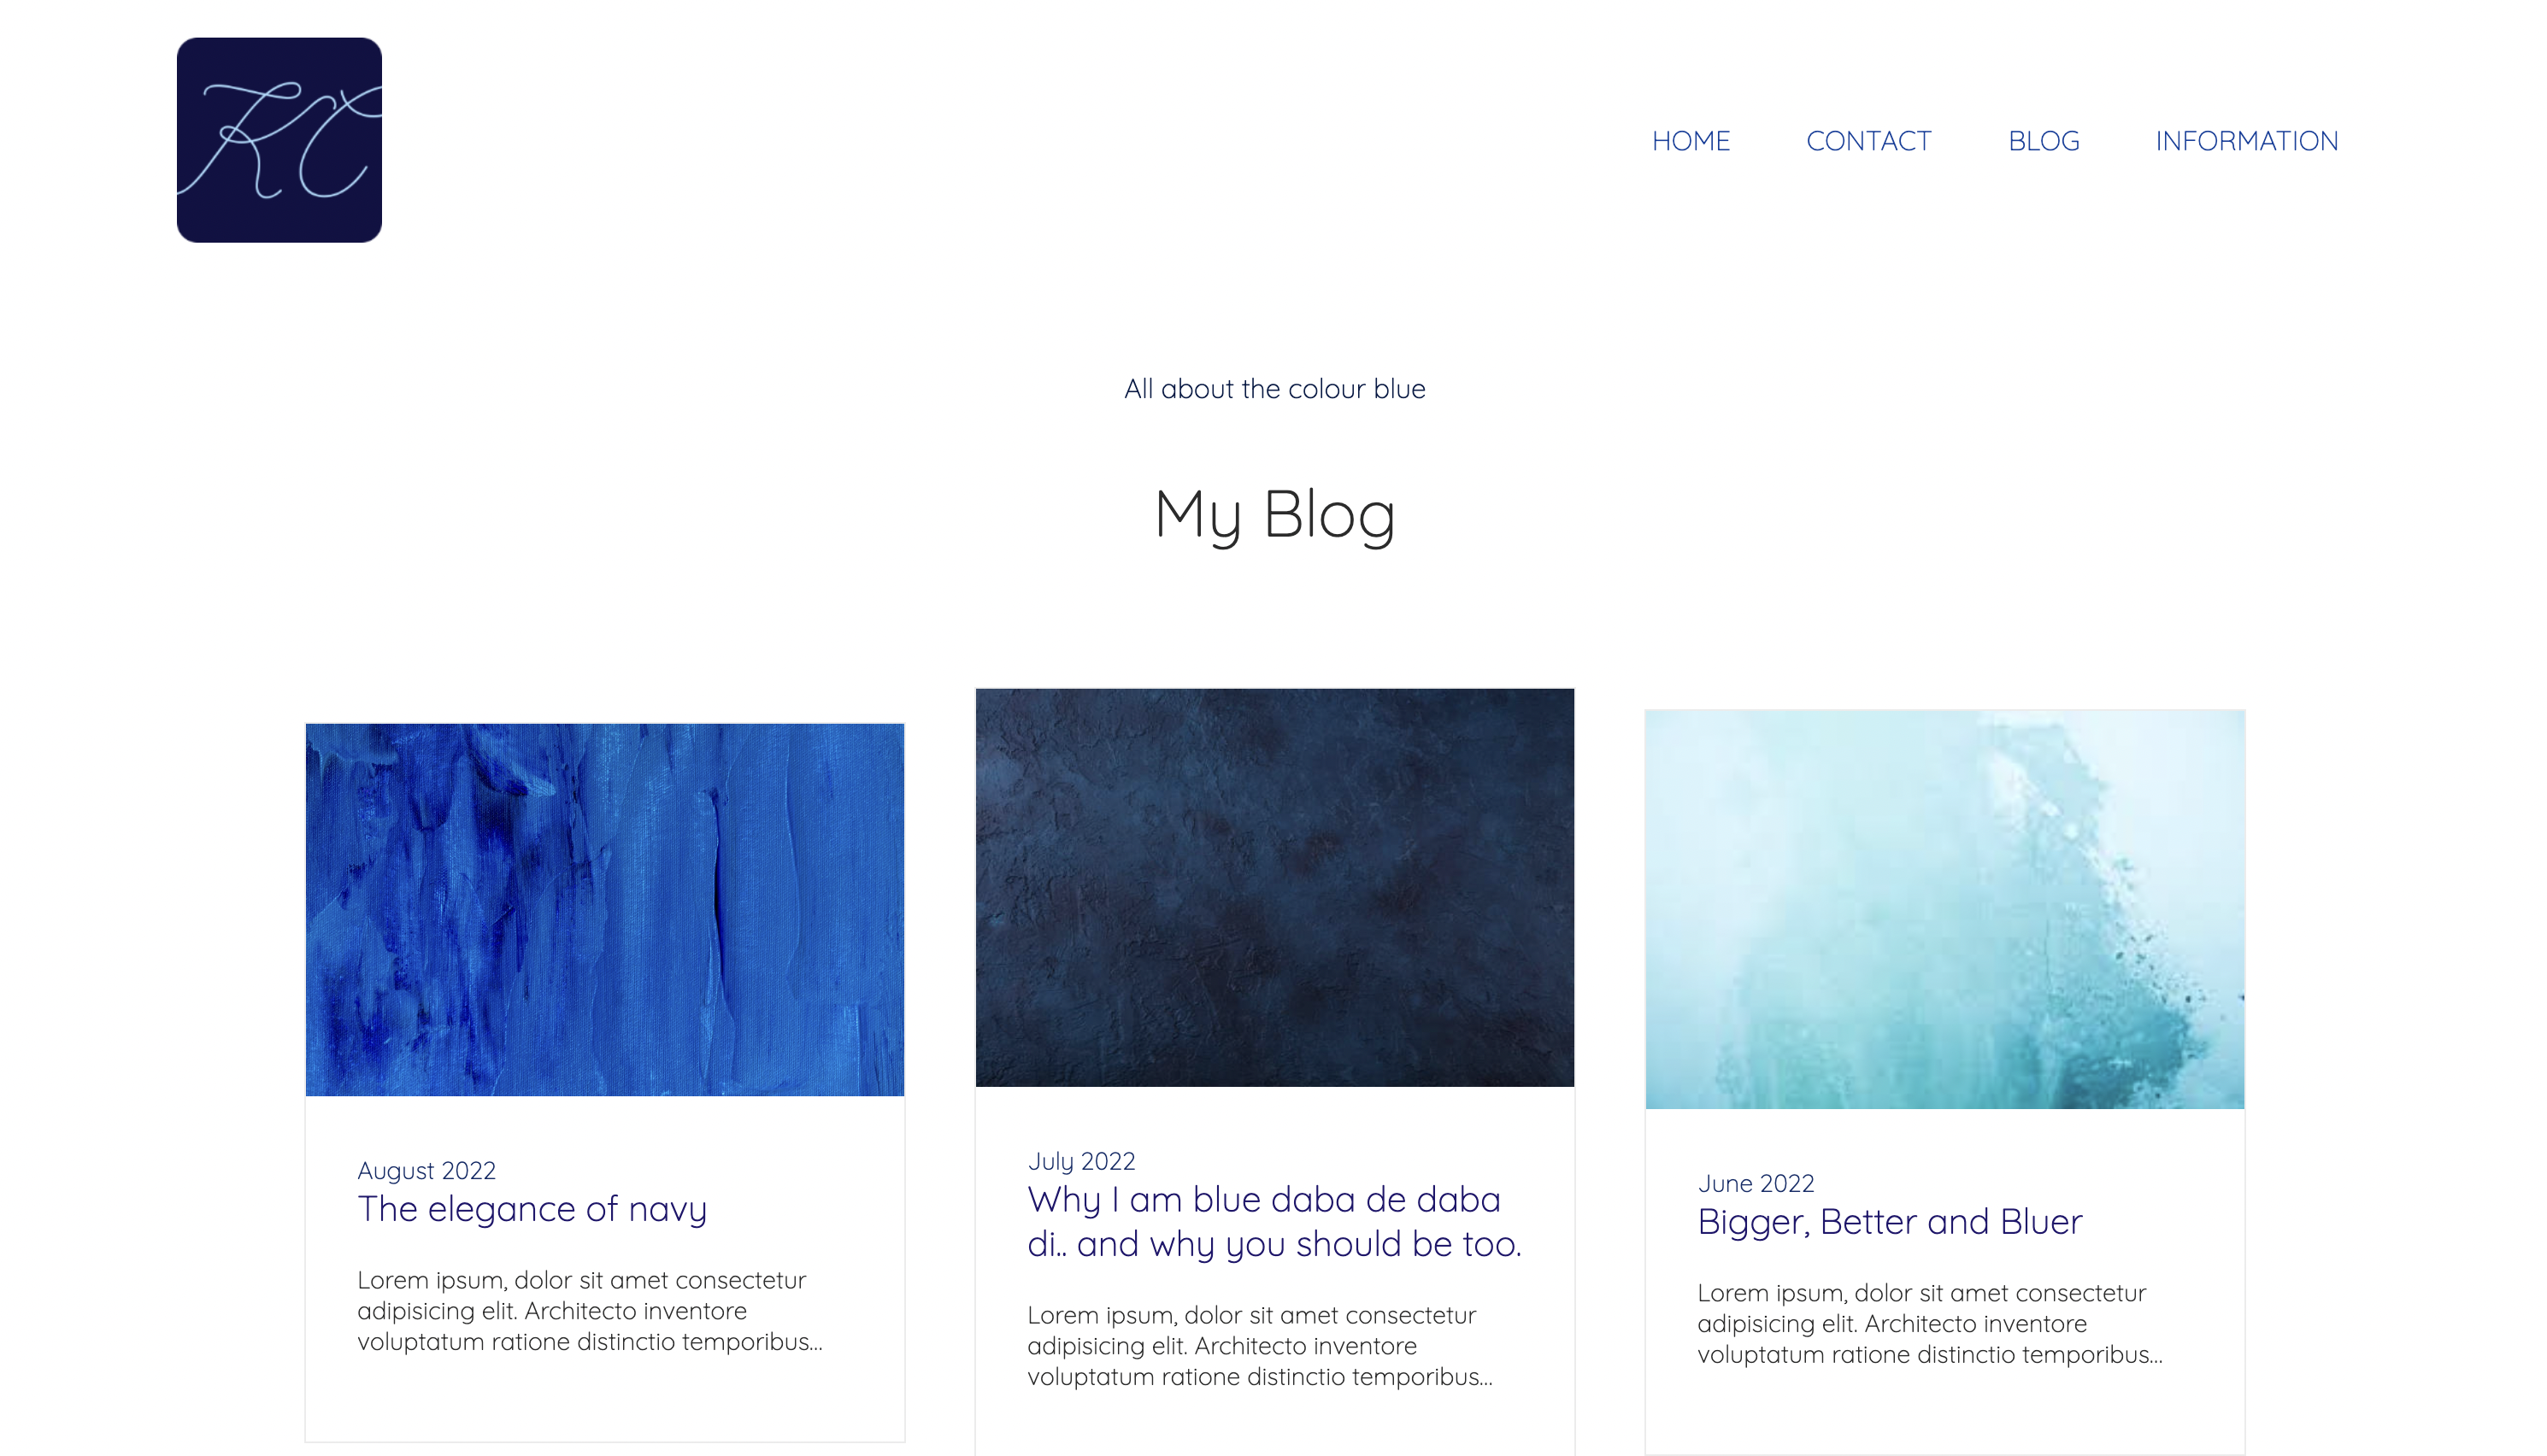 KC
HOME CONTACT BLOG INFORMATION
All about the colour blue
My Blog
August 2022
The elegance of navy
Lorem ipsum, dolor sit amet consectetur
adipisicing elit. Architecto inventore
voluptatum ratione distinctio temporibus...
July 2022
Why I am blue daba de daba
di.. and why you should be too.
Lorem ipsum, dolor sit amet consectetur
adipisicing elit. Architecto inventore
voluptatum ratione distinctio temporibus...
June 2022
Bigger, Better and Bluer
Lorem ipsum, dolor sit amet consectetur
adipisicing elit. Architecto inventore
voluptatum ratione distinctio temporibus...